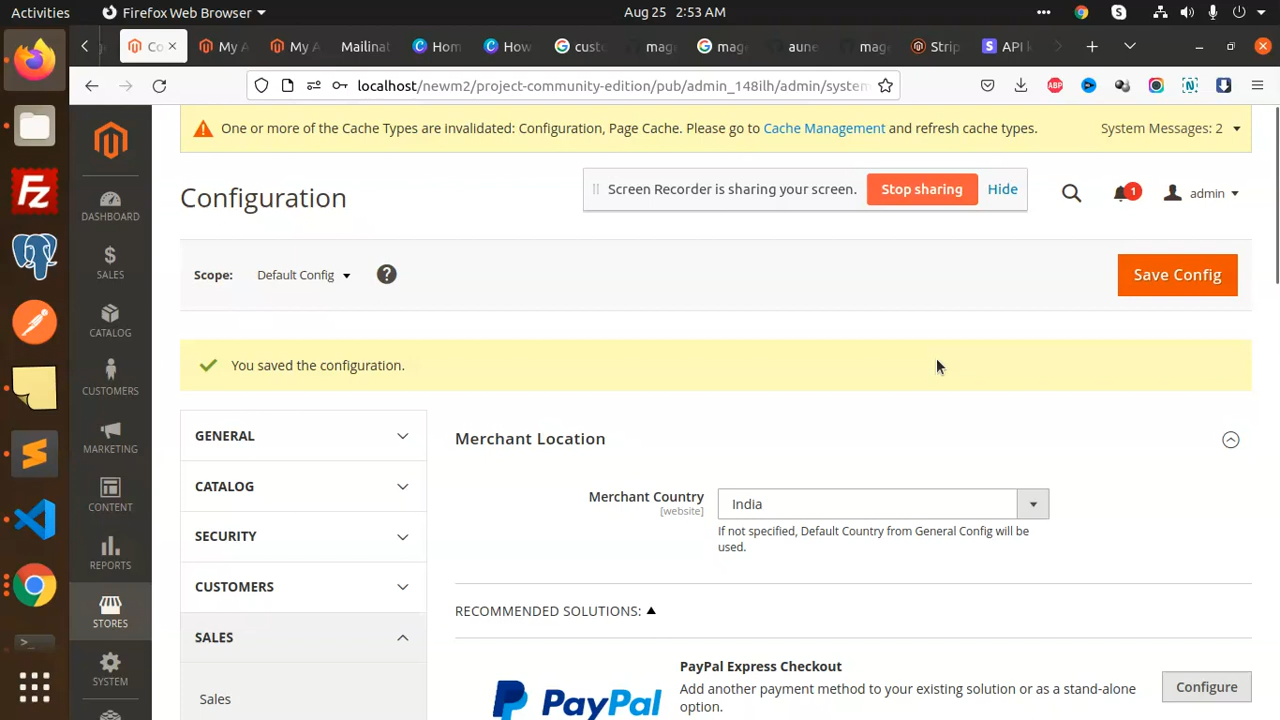 Activities
Firefox Web Browser
Aug 25 2:53 AM
Co
My A
My A
Mailinat
Hom
How
custo
mage
mag
aune
mage
Strip
API k
localhost/newm2/project-community-edition/pub/admin_148ilh/admin/system
ABP
One or more of the Cache Types are invalidated: Configuration, Page Cache. Please go to Cache Management and refresh cache types.
System Messages: 2
Configuration
Screen Recorder is sharing your screen.
Stop sharing
Hide
1
admin
Scope:
Default Config
?
Save Config
You saved the configuration.
DASHBOARD
SALES
CATALOG
CUSTOMERS
MARKETING
CONTENT
REPORTS
STORES
SYSTEM
GENERAL
CATALOG
SECURITY
CUSTOMERS
SALES
Sales
Merchant Location
Merchant Country
[website]
India
If not specified, Default Country from General Config will be
used.
RECOMMENDED SOLUTIONS:
PayPal
PayPal Express Checkout
Add another payment method to your existing solution or as a stand-alone
option.
Configure